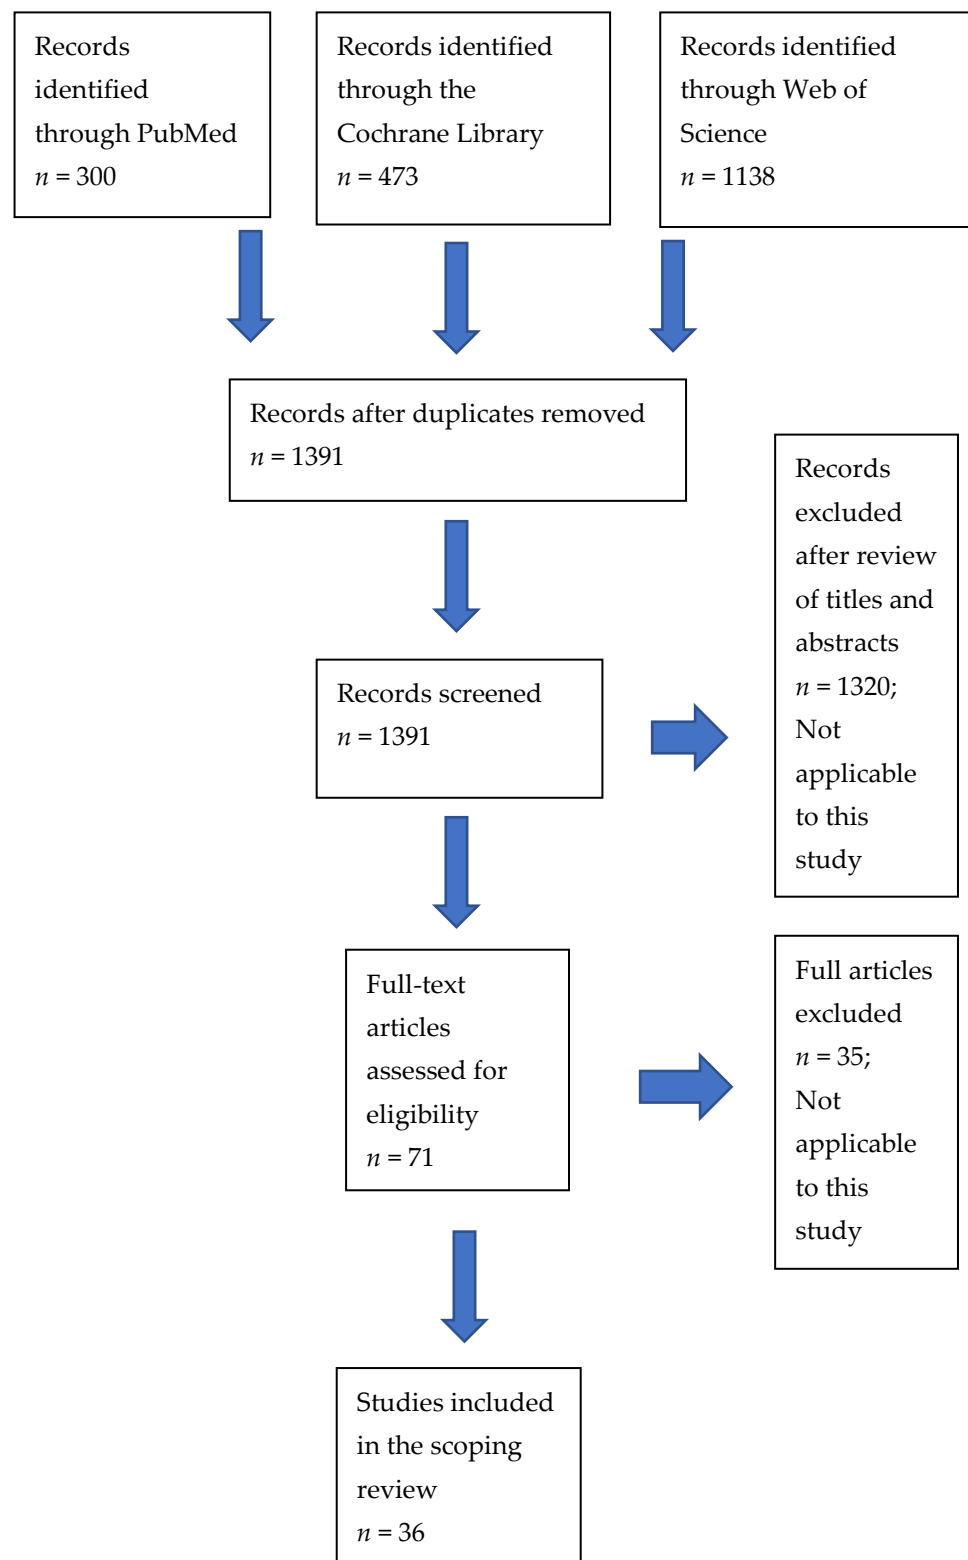 Records
identified
through PubMed
n = 300
Records identified
through the
Cochrane Library
n = 473
Records identified
through Web of
Science
n = 1138
Records after duplicates removed
n = 1391
Records
excluded
after review
of titles and
abstracts
n = 1320;
Not
applicable
to this
study
Records screened
n = 1391
Full-text
articles
assessed for
eligibility
n = 71
Full articles
excluded
n = 35;
Not
applicable
to this
study
Studies included
in the scoping
review
n = 36